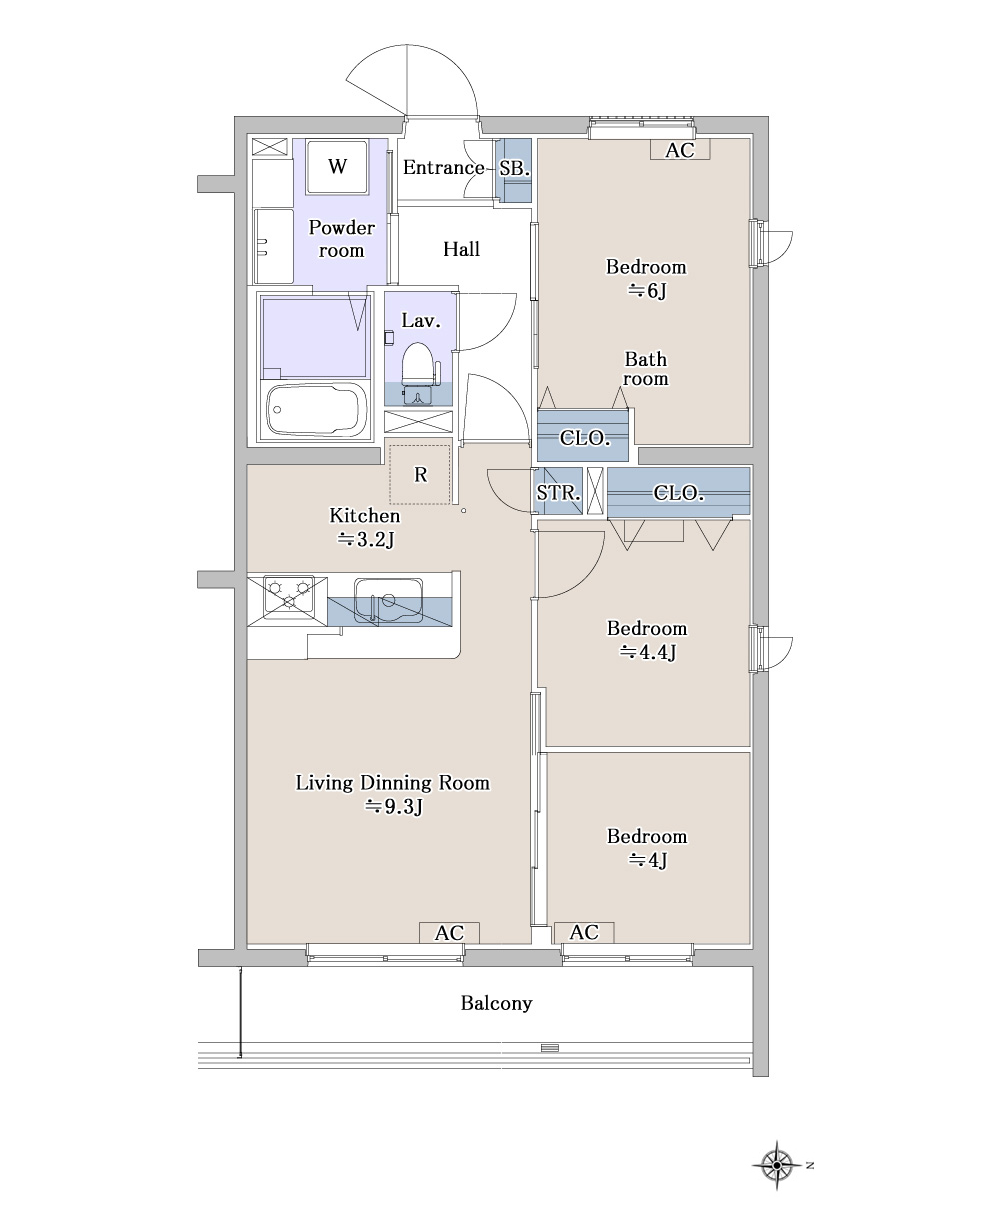 AC
W
Entrance
SB.
Powder
room
Hall
Bedroom
≒6J
Lav.
Bath
room
CLO.
R
STR.
CLO.
Kitchen
≒3.2J
Bedroom
≒4.4J
Living Dinning Room
≒9.3J
Bedroom
≒4J
AC
AC
Balcony
N